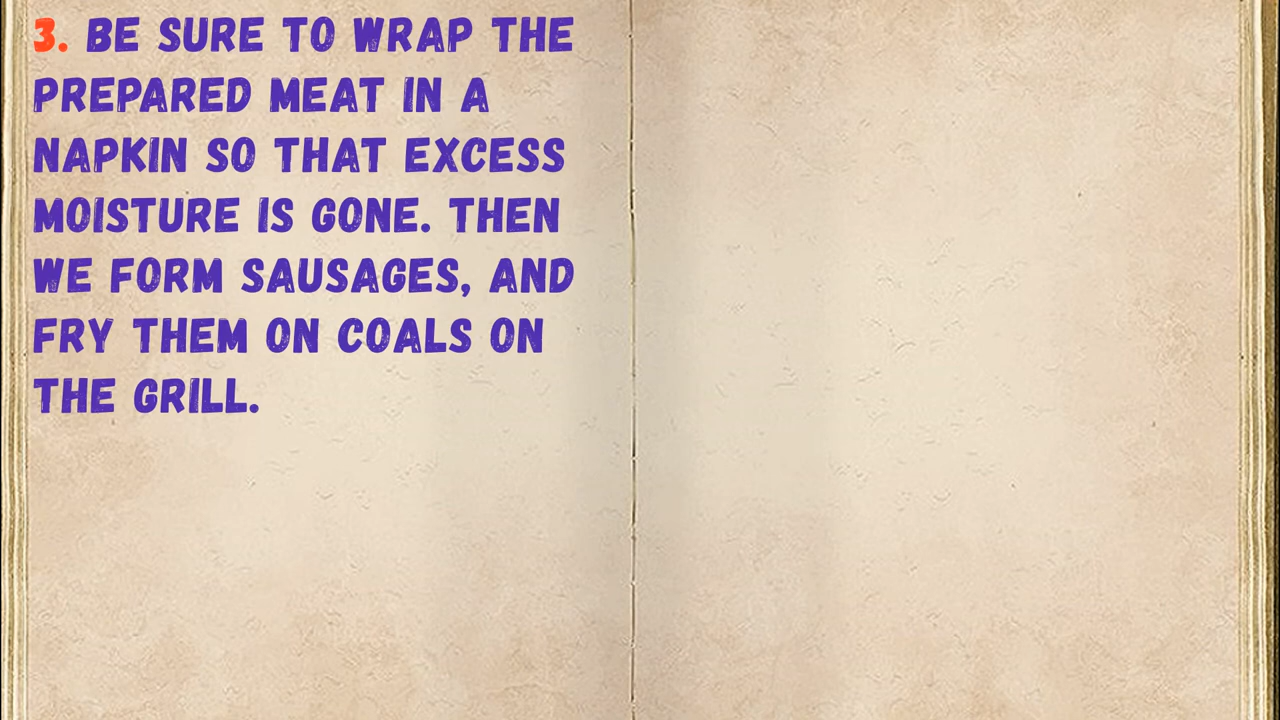 3. BE SURE TO WRAP THE
PREPARED MEAT IN A
NAPKIN SO THAT EXCESS
MOISTURE IS GONE. THEN
WE FORM SAUSAGES, AND
FRY THEM ON COALS ON
THE GRILL.